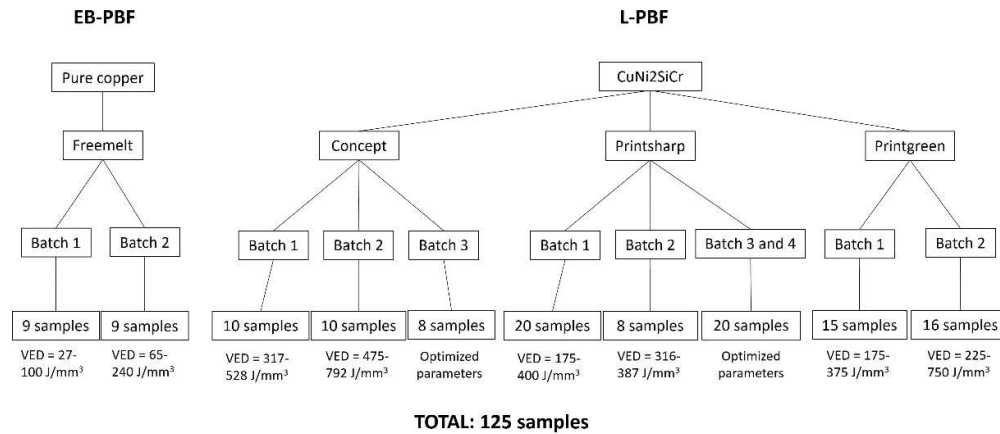 EB-PBF
L-PBF
Pure copper
CuNi2SiCr
Freemelt
Concept
Printsharp
Printgreen
Batch 1
Batch 2
Batch 1
Batch 2
Batch 3
Batch 1
Batch 2
Batch 3 and 4
Batch 1
Batch 2
9 samples
9 samples
10 samples
10 samples
8 samples
20 samples
8 samples
20 samples
15 samples
16 samples
VED = 27-
100 J/mm³
VED = 65-
240 J/mm³
VED = 317-
528 J/mm³
VED = 475-
792 J/mm³
Optimized
parameters
VED = 175-
400 J/mm³
VED = 316-
387 J/mm³
Optimized
parameters
VED = 175-
375 J/mm³
VED = 225-
750 J/mm³
TOTAL: 125 samples